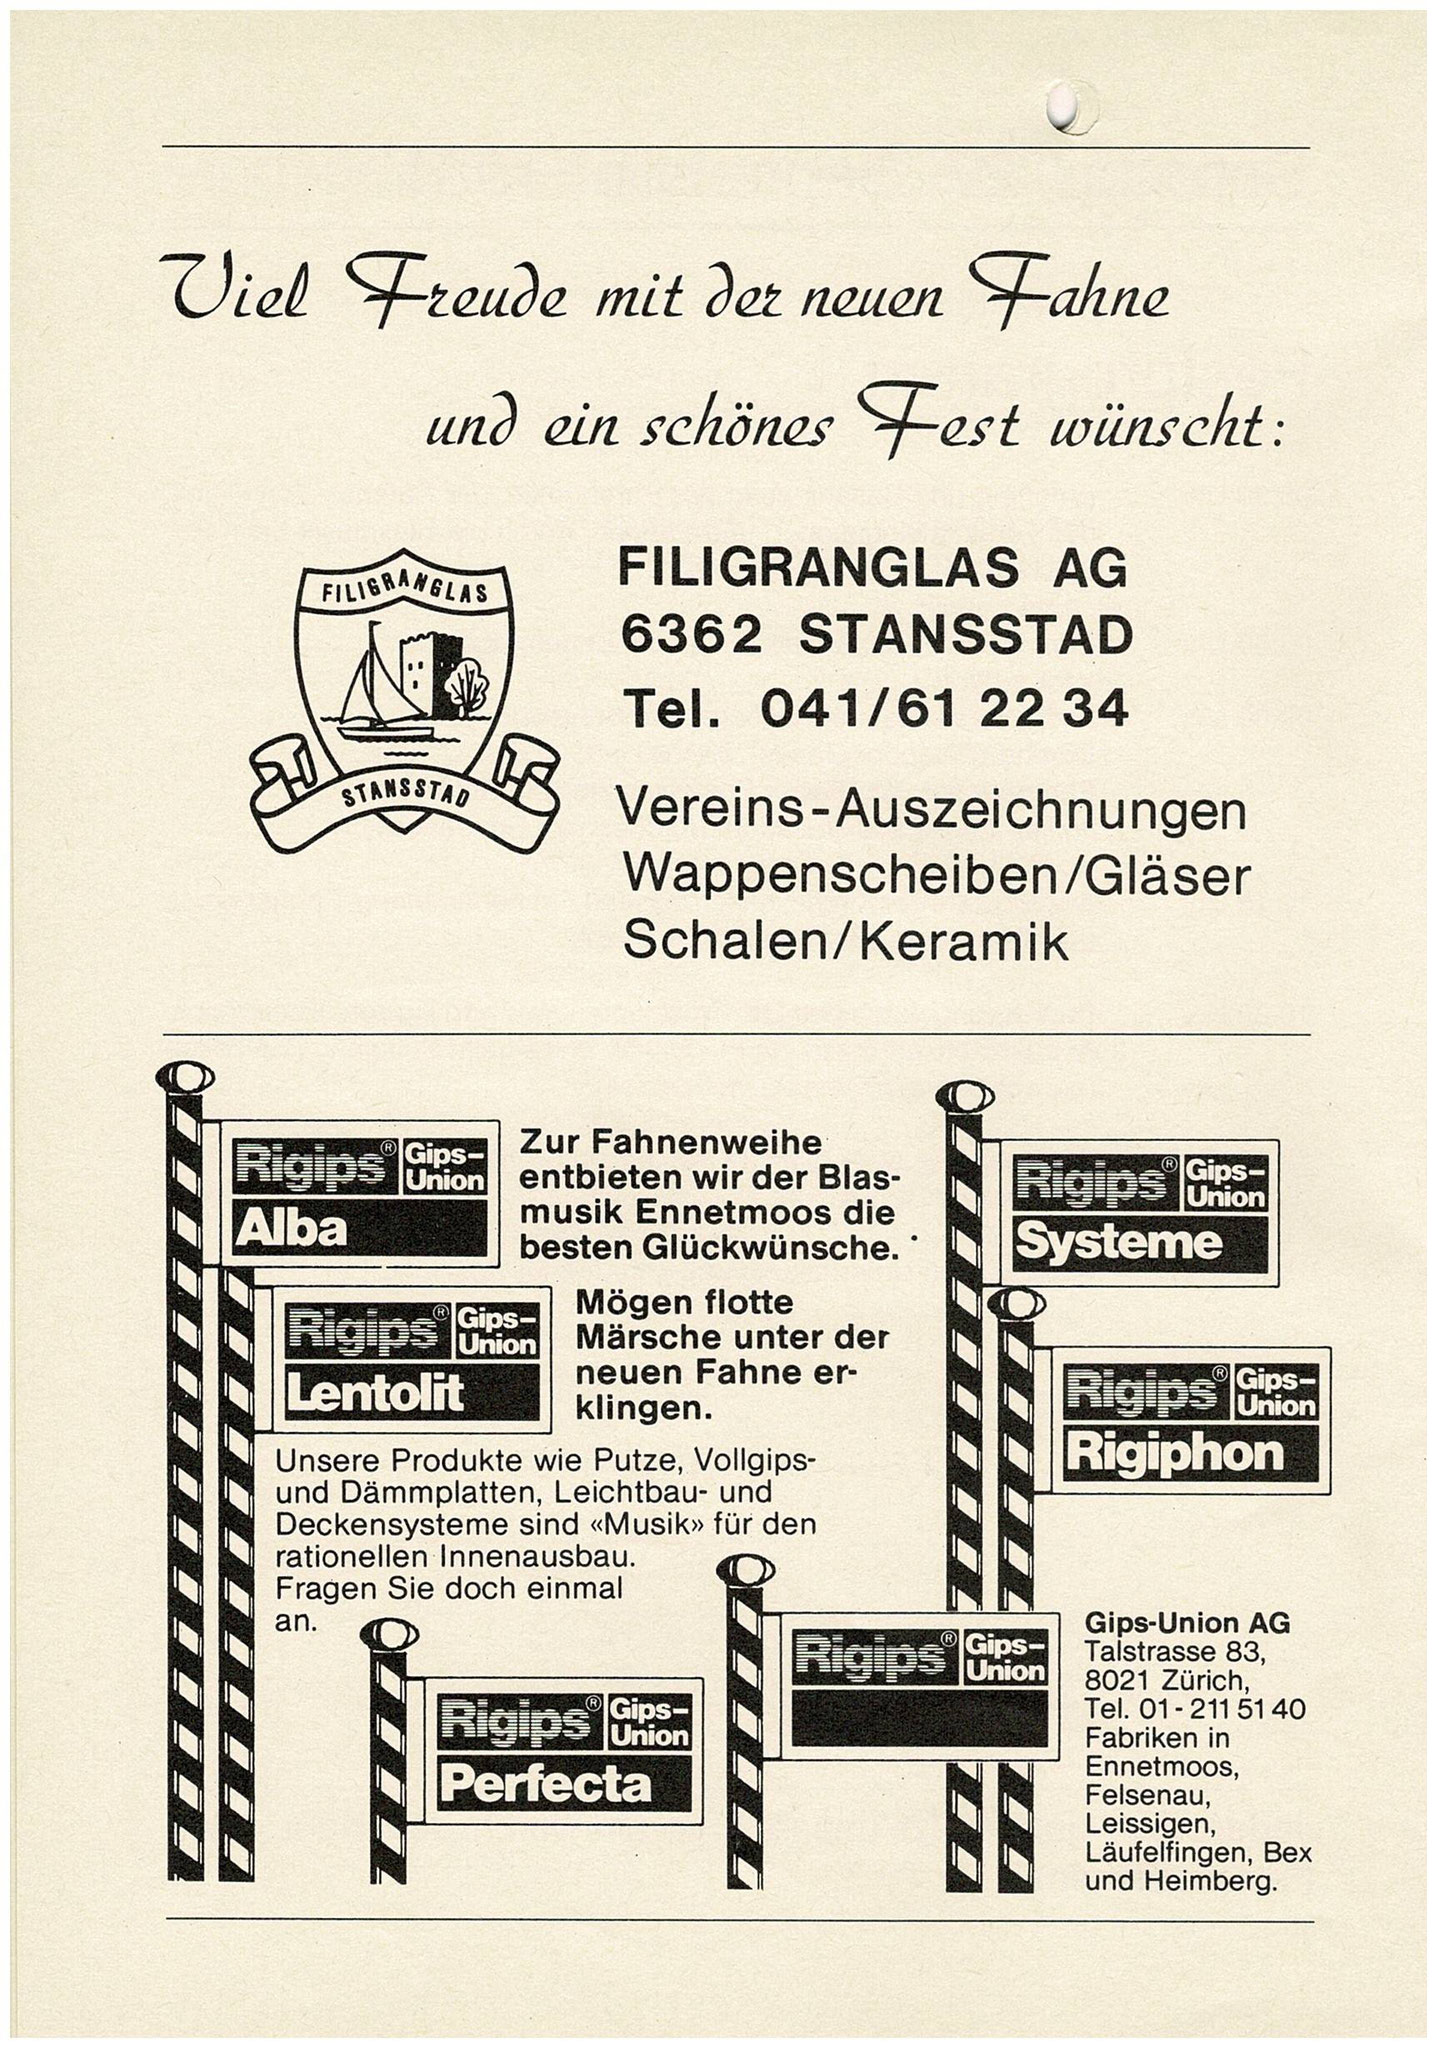 Viel Freude mit der neuen Fahne
und ein schönes Fest wünscht:
FILIGRANGLAS
STANSSTAD
FILIGRANGLAS AG
6362 STANSSTAD
Tel. 041/61 22 34
Vereins-Auszeichnungen
Wappenscheiben/Gläser
Schalen/Keramik
Rigips® Gips-
Union
Alba
Zur Fahnenweihe
entbieten wir der Blas-
musik Ennetmoos die
besten Glückwünsche.
Rigips® Gips-
Union
Systeme
Rigips® Gips-
Union
Lentolit
Mögen flotte
Märsche unter der
neuen Fahne er-
klingen.
Rigips® Gips-
Union
Rigiphon
Unsere Produkte wie Putze, Vollgips-
und Dämmplatten, Leichtbau- und
Deckensysteme sind «Musik» für den
rationellen Innenausbau.
Fragen Sie doch einmal
an.
Rigips® Gips-
Union
Perfecta
Rigips® Gips-
Union
Gips-Union AG
Talstrasse 83,
8021 Zürich,
Tel. 01-211 51 40
Fabriken in
Ennetmoos,
Felsenau,
Leissigen,
Läufelfingen, Bex
und Heimberg.